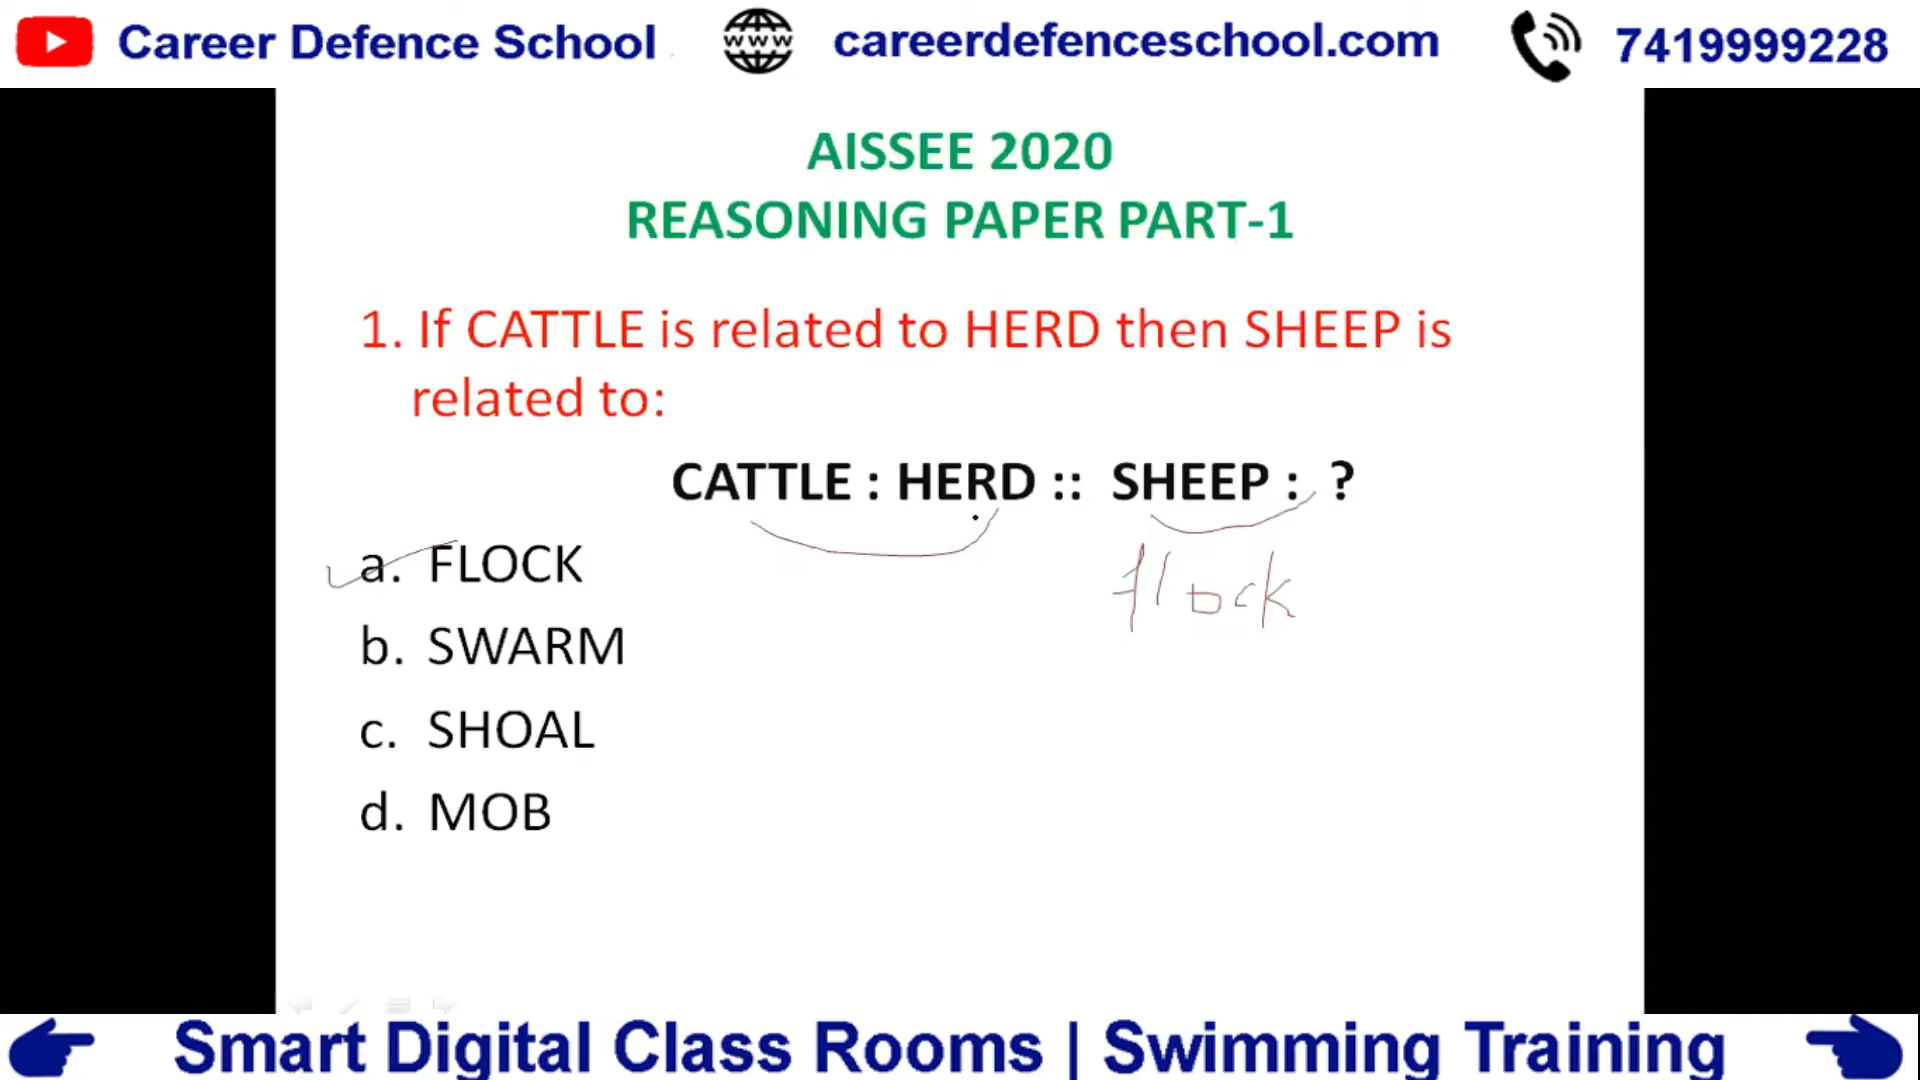 Career Defence School
www
careerdefenceschool.com
7419999228
AISSEE 2020
REASONING PAPER PART-1
1. If CATTLE is related to HERD then SHEEP is
related to:
CATTLE : HERD :: SHEEP : ?
a. FLOCK
flock
b. SWARM
c. SHOAL
d. MOB
Smart Digital Class Rooms | Swimming Training